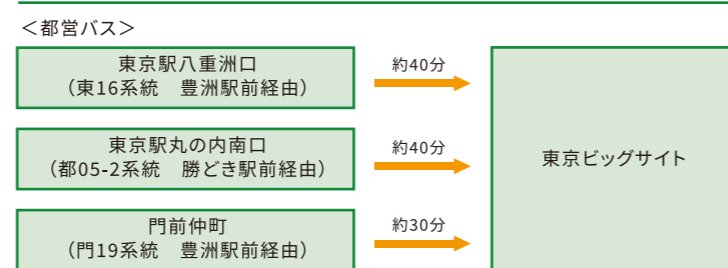 ＜都営バス＞
東京駅八重洲口
（東16系統　豊洲駅前経由）
約40分
東京駅丸の内南口
（都05-2系統　勝どき駅前経由）
約40分
門前仲町
（門19系統　豊洲駅前経由）
約30分
東京ビッグサイト